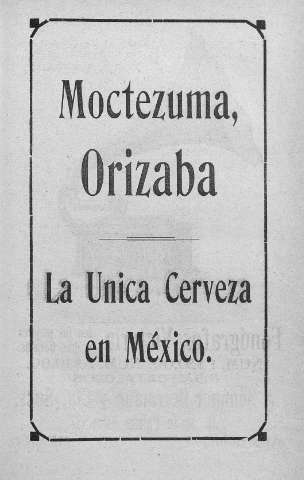 Moctezuma,
Orizaba
La Unica Cerveza
en México.